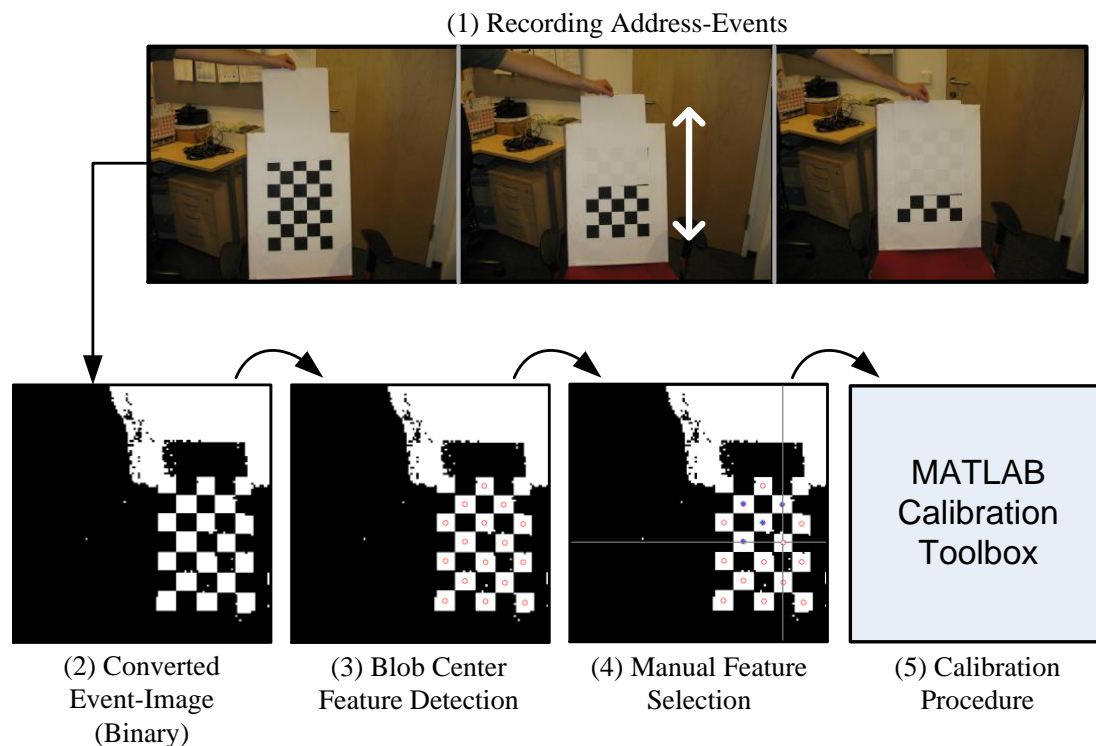 (1) Recording Address-Events
MATLAB
Calibration
Toolbox
(2) Converted
Event-Image
(Binary)
(3) Blob Center
Feature Detection
(4) Manual Feature
Selection
(5) Calibration
Procedure